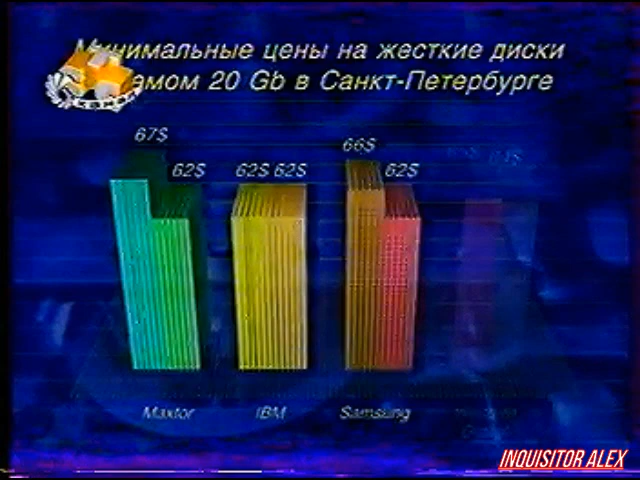 Минимальные цены на жесткие диски
20 Gb в Санкт-Петербурге
67$ 62$ 62$ 62$ 66$ 62$
Maxtor IBM Samsung
INQUISITOR ALEX